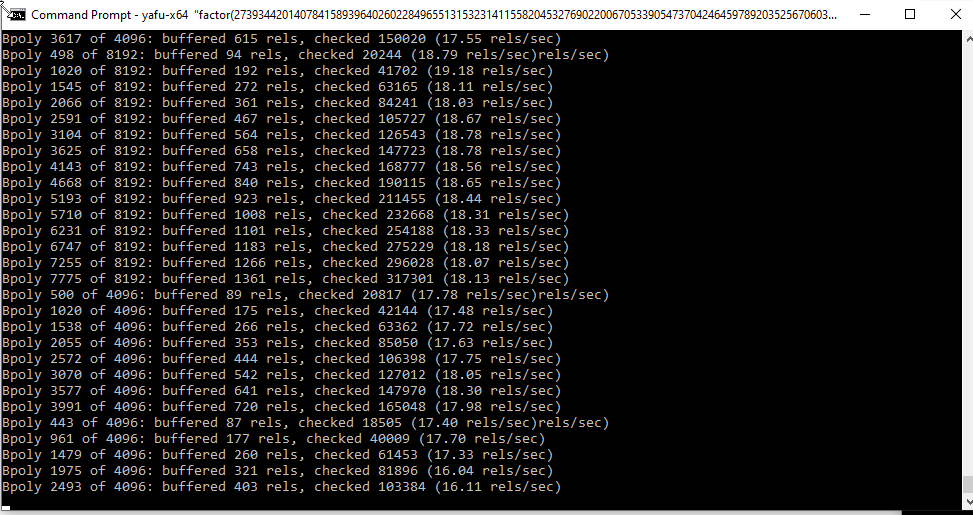 Command Prompt - yafu-x64 "factor(273934420140784158939640260228496551315323141155820453276902200670533905473704246459789203525670603...
Bpoly 3617 of 4096: buffered 615 rels, checked 150020 (17.55 rels/sec)
Bpoly 498 of 8192: buffered 94 rels, checked 20244 (18.79 rels/sec)rels/sec)
Bpoly 1020 of 8192: buffered 192 rels, checked 41702 (19.18 rels/sec)
Bpoly 1545 of 8192: buffered 272 rels, checked 63165 (18.11 rels/sec)
Bpoly 2066 of 8192: buffered 361 rels, checked 84241 (18.03 rels/sec)
Bpoly 2591 of 8192: buffered 467 rels, checked 105727 (18.67 rels/sec)
Bpoly 3104 of 8192: buffered 564 rels, checked 126543 (18.78 rels/sec)
Bpoly 3625 of 8192: buffered 658 rels, checked 147723 (18.78 rels/sec)
Bpoly 4143 of 8192: buffered 743 rels, checked 168777 (18.56 rels/sec)
Bpoly 4668 of 8192: buffered 840 rels, checked 190115 (18.65 rels/sec)
Bpoly 5193 of 8192: buffered 923 rels, checked 211455 (18.44 rels/sec)
Bpoly 5710 of 8192: buffered 1008 rels, checked 232668 (18.31 rels/sec)
Bpoly 6231 of 8192: buffered 1101 rels, checked 254188 (18.33 rels/sec)
Bpoly 6747 of 8192: buffered 1183 rels, checked 275229 (18.18 rels/sec)
Bpoly 7255 of 8192: buffered 1266 rels, checked 296028 (18.07 rels/sec)
Bpoly 7775 of 8192: buffered 1361 rels, checked 317301 (18.13 rels/sec)
Bpoly 500 of 4096: buffered 89 rels, checked 20817 (17.78 rels/sec)rels/sec)
Bpoly 1020 of 4096: buffered 175 rels, checked 42144 (17.48 rels/sec)
Bpoly 1538 of 4096: buffered 266 rels, checked 63362 (17.72 rels/sec)
Bpoly 2055 of 4096: buffered 353 rels, checked 85050 (17.63 rels/sec)
Bpoly 2572 of 4096: buffered 444 rels, checked 106398 (17.75 rels/sec)
Bpoly 3070 of 4096: buffered 542 rels, checked 127012 (18.05 rels/sec)
Bpoly 3577 of 4096: buffered 641 rels, checked 147970 (18.30 rels/sec)
Bpoly 3991 of 4096: buffered 720 rels, checked 165048 (17.98 rels/sec)
Bpoly 443 of 4096: buffered 87 rels, checked 18505 (17.40 rels/sec)rels/sec)
Bpoly 961 of 4096: buffered 177 rels, checked 40009 (17.70 rels/sec)
Bpoly 1479 of 4096: buffered 260 rels, checked 61453 (17.33 rels/sec)
Bpoly 1975 of 4096: buffered 321 rels, checked 81896 (16.04 rels/sec)
Bpoly 2493 of 4096: buffered 403 rels, checked 103384 (16.11 rels/sec)